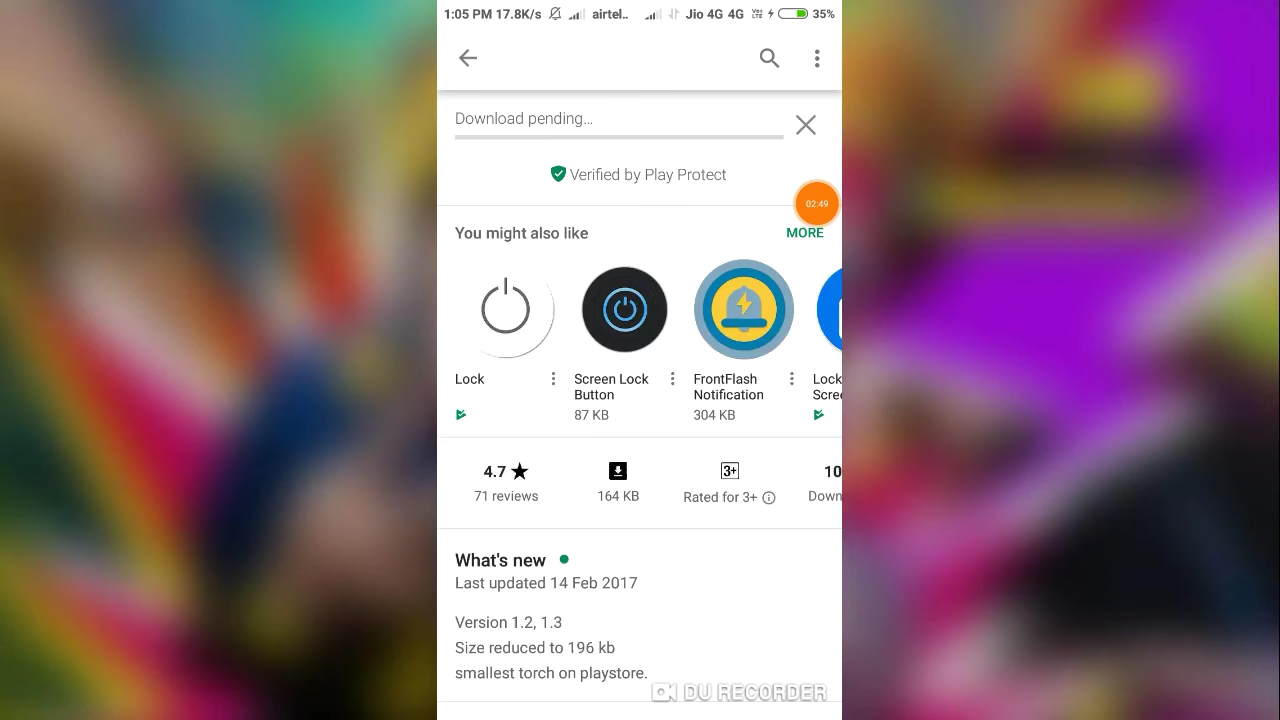 1:05 PM 17.8K/s airtel.. Jio 4G 4G 35%
Download pending...
Verified by Play Protect
02:49
You might also like MORE
Lock
Screen Lock
Button
87 KB
FrontFlash
Notification
304 KB
Lock
4.7 ★ 3+ 10
71 reviews 164 KB Rated for 3+
What's new
Last updated 14 Feb 2017
Version 1.2, 1.3
Size reduced to 196 kb
smallest torch on playstore.
DU RECORDER